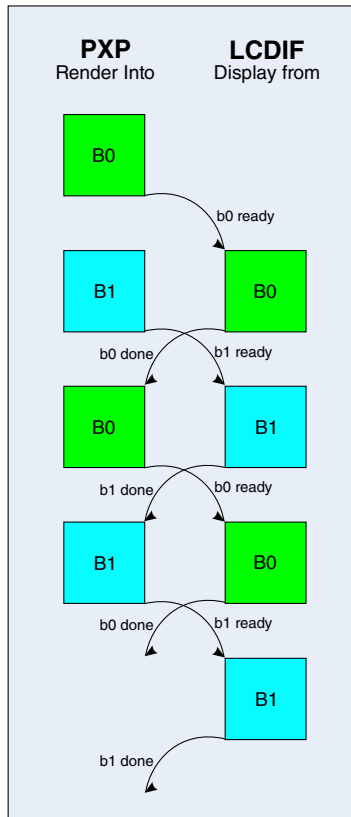 PXP LCDIF
Render Into Display from
B0
b0 ready
B1 B0
b0 done b1 ready
B0 B1
b1 done b0 ready
B1 B0
b0 done b1 ready
B1
b1 done